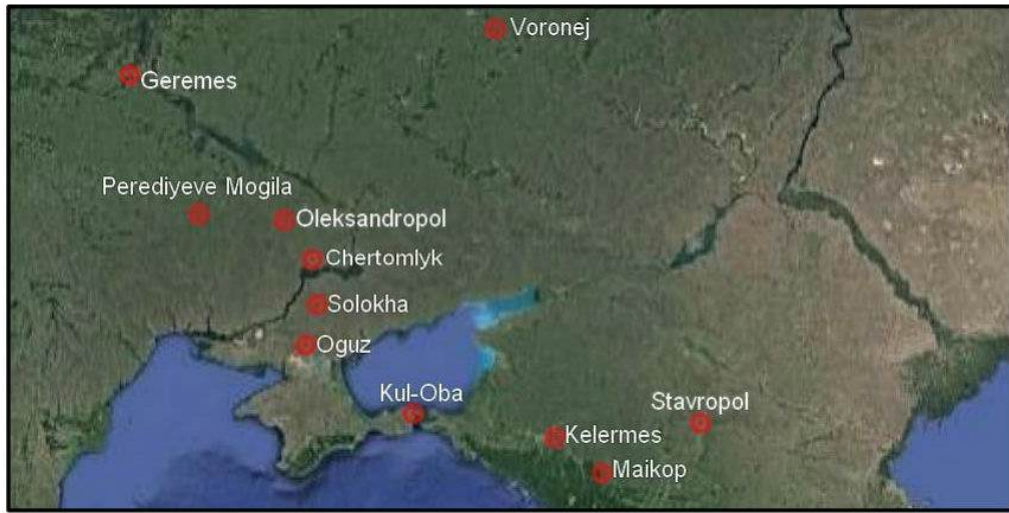 Voronej
Geremes
Perediyeve Mogila
Oleksandropol
Chertomlyk
Solokha
Oguz
Kul-Oba
Stavropol
Kelermes
Maikop